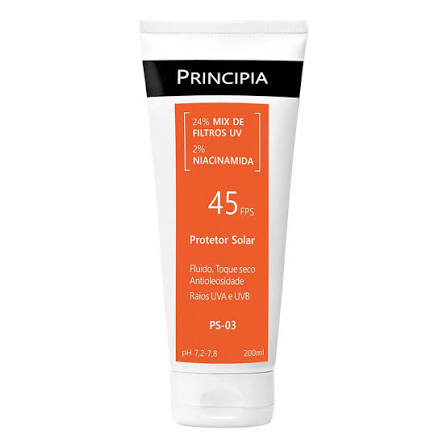 PRINCIPIA
24% MIX DE
FILTROS UV
2%
NIACINAMIDA
45 FPS
Protetor Solar
Fluido. Toque seco
Antioleosidade
Raios UVA e UVB
PS-03
pH 7,2-7,8 200ml